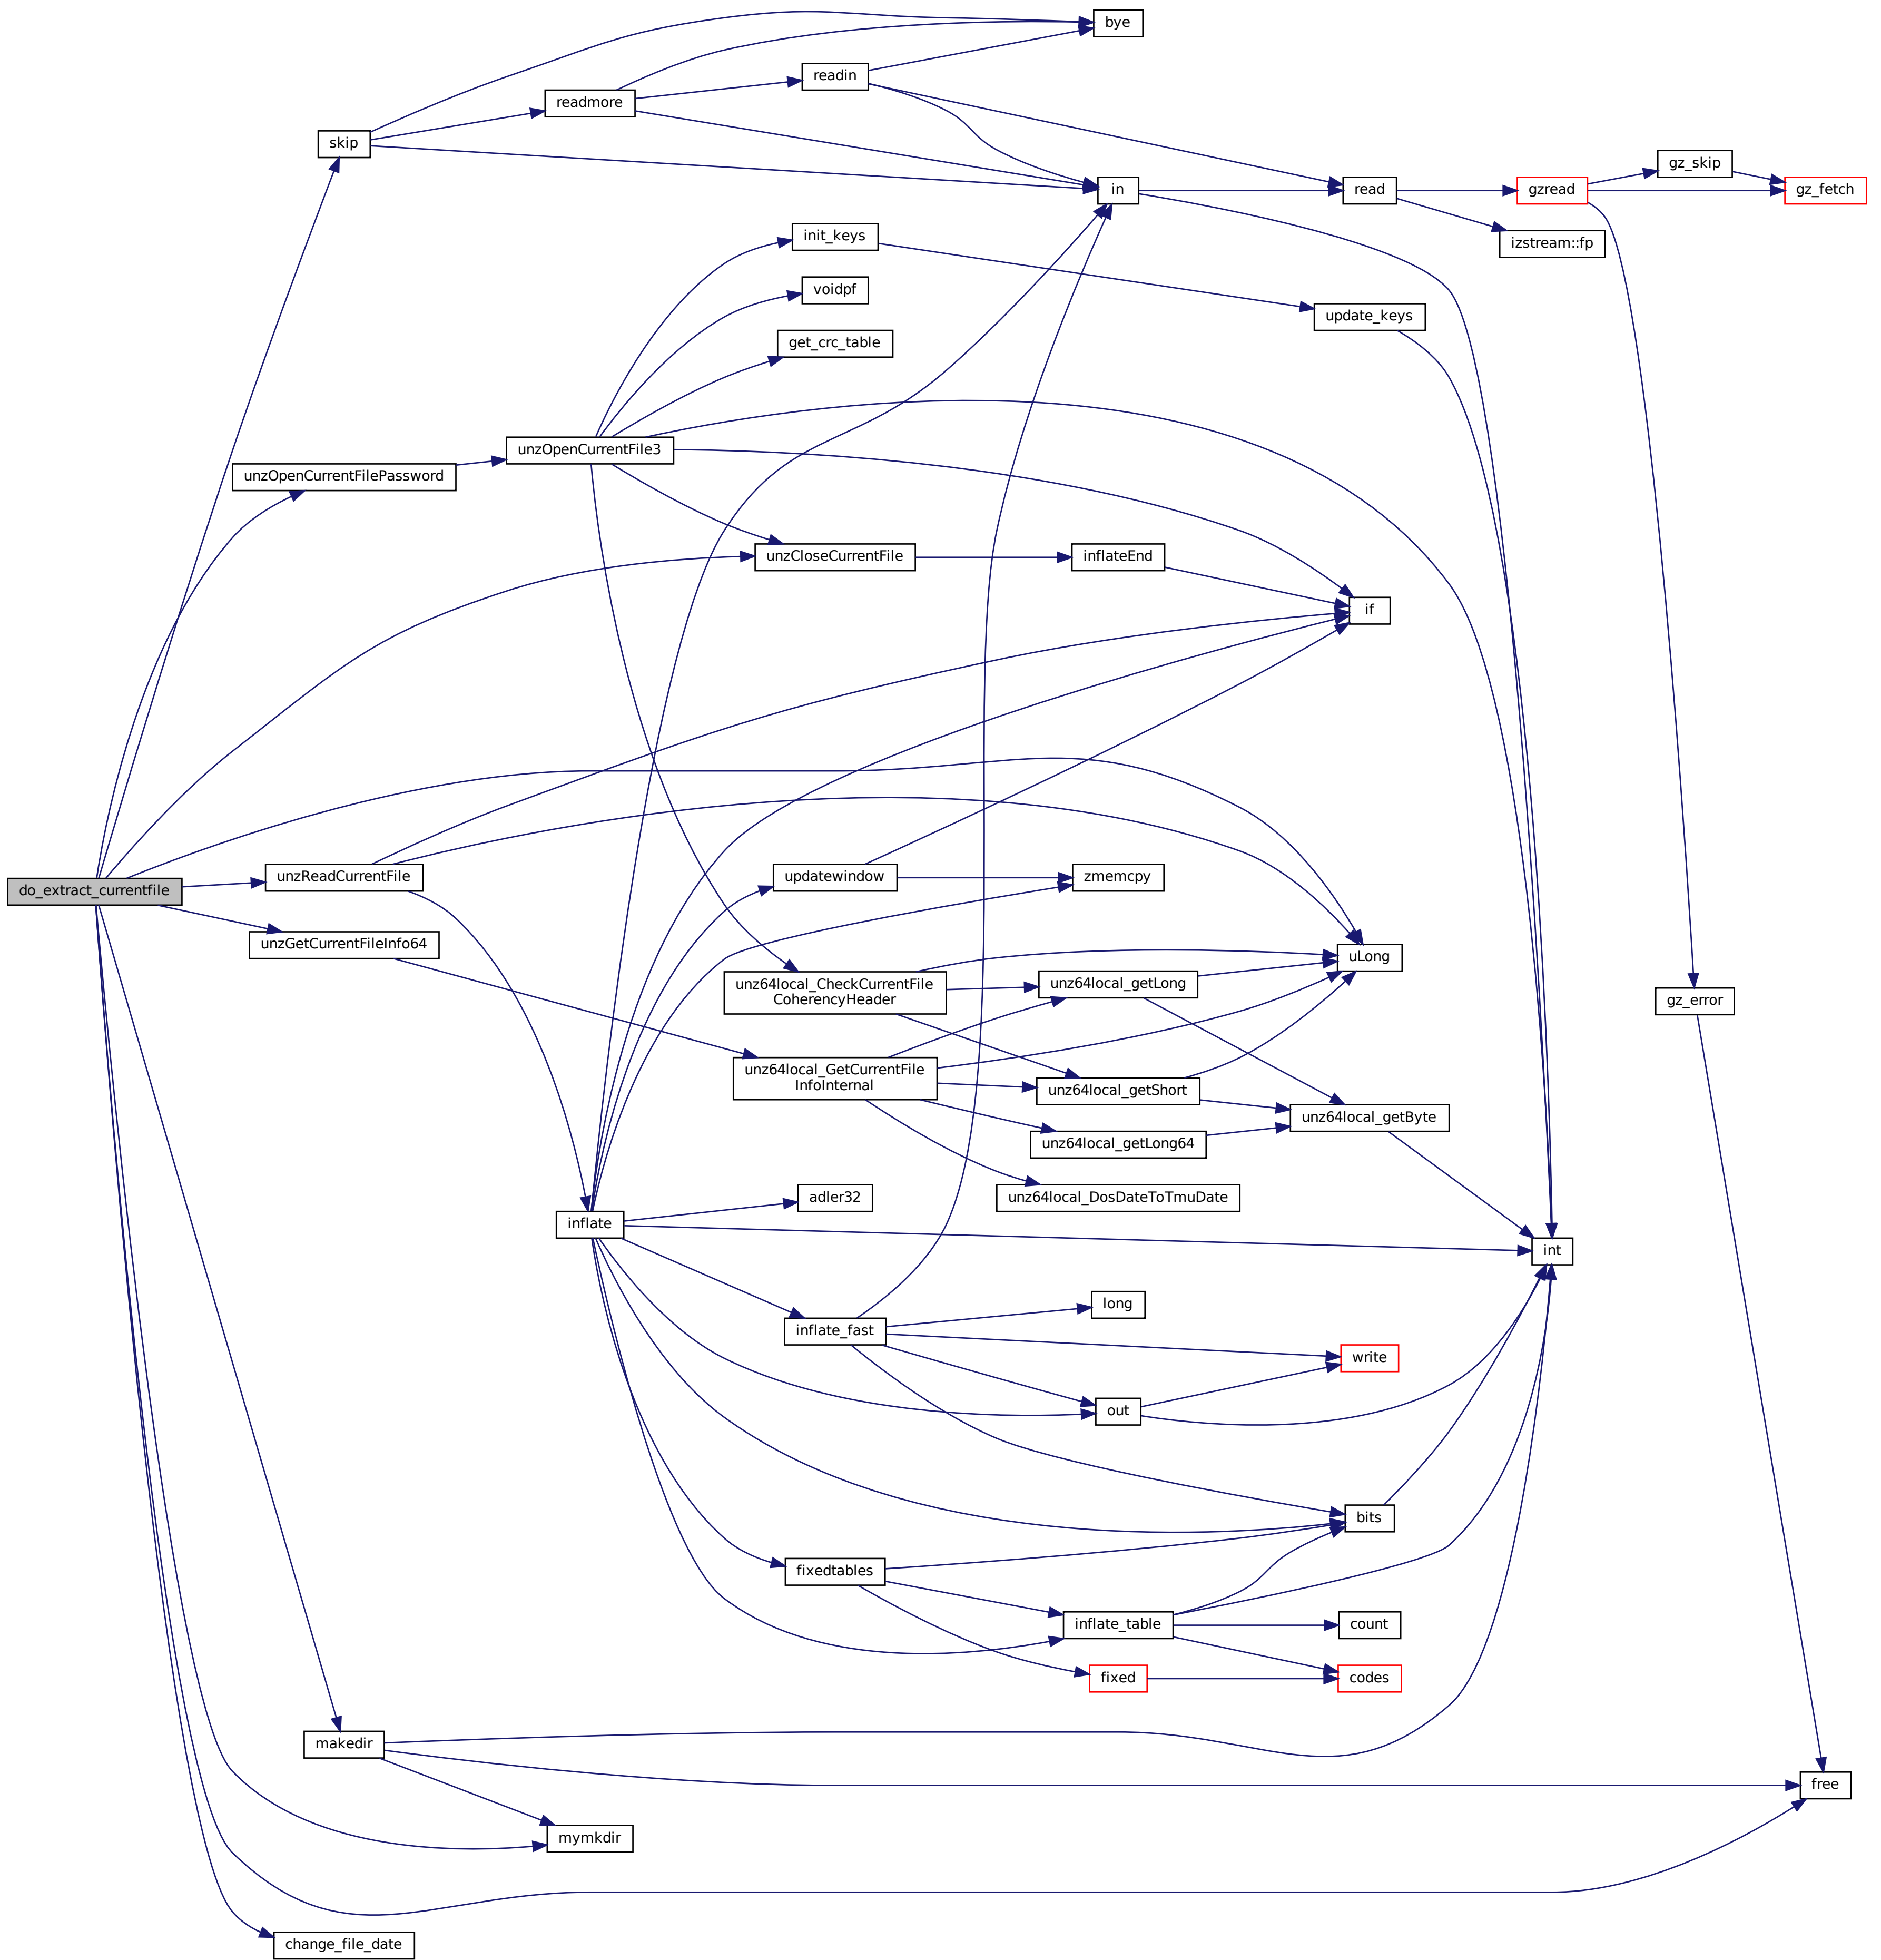 bye
readin
readmore
skip
gz_skip
in
read
gzread
gz_fetch
init_keys
izstream::fp
voidpf
update_keys
get_crc_table
unzOpenCurrentFile3
unzOpenCurrentFilePassword
unzCloseCurrentFile
inflateEnd
if
do_extract_currentfile
unzReadCurrentFile
updatewindow
zmemcpy
unzGetCurrentFileInfo64
uLong
unz64local_CheckCurrentFile
CoherencyHeader
unz64local_getLong
gz_error
unz64local_GetCurrentFile
InfoInternal
unz64local_getShort
unz64local_getByte
unz64local_getLong64
unz64local_DosDateToTmuDate
adler32
inflate
int
long
inflate_fast
write
out
bits
fixedtables
inflate_table
count
fixed
codes
makedir
free
mymkdir
change_file_date